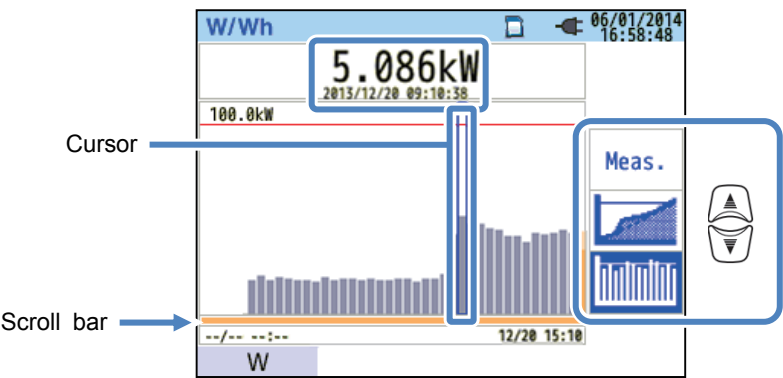 W/Wh
06/01/2014
16:58:48
5.086kW
2013/12/20 09:10:38
100.0kW
Cursor
Meas.
Scroll bar
--/-- --:--
12/20 15:10
W